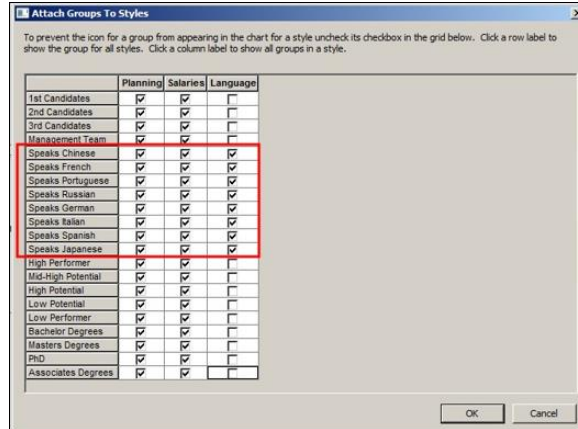 Attach Groups To Styles
To prevent the icon for a group from appearing in the chart for a style uncheck its checkbox in the grid below. Click a row label to
show the group for all styles. Click a column label to show all groups in a style.
Planning Salaries Language
1st Candidates
2nd Candidates
3rd Candidates
Management Team
Speaks Chinese
Speaks French
Speaks Portuguese
Speaks Russian
Speaks German
Speaks Italian
Speaks Spanish
Speaks Japanese
High Performer
Mid-High Potential
High Potential
Low Potential
Low Performer
Bachelor Degrees
Masters Degrees
PhD
Associates Degrees
OK Cancel